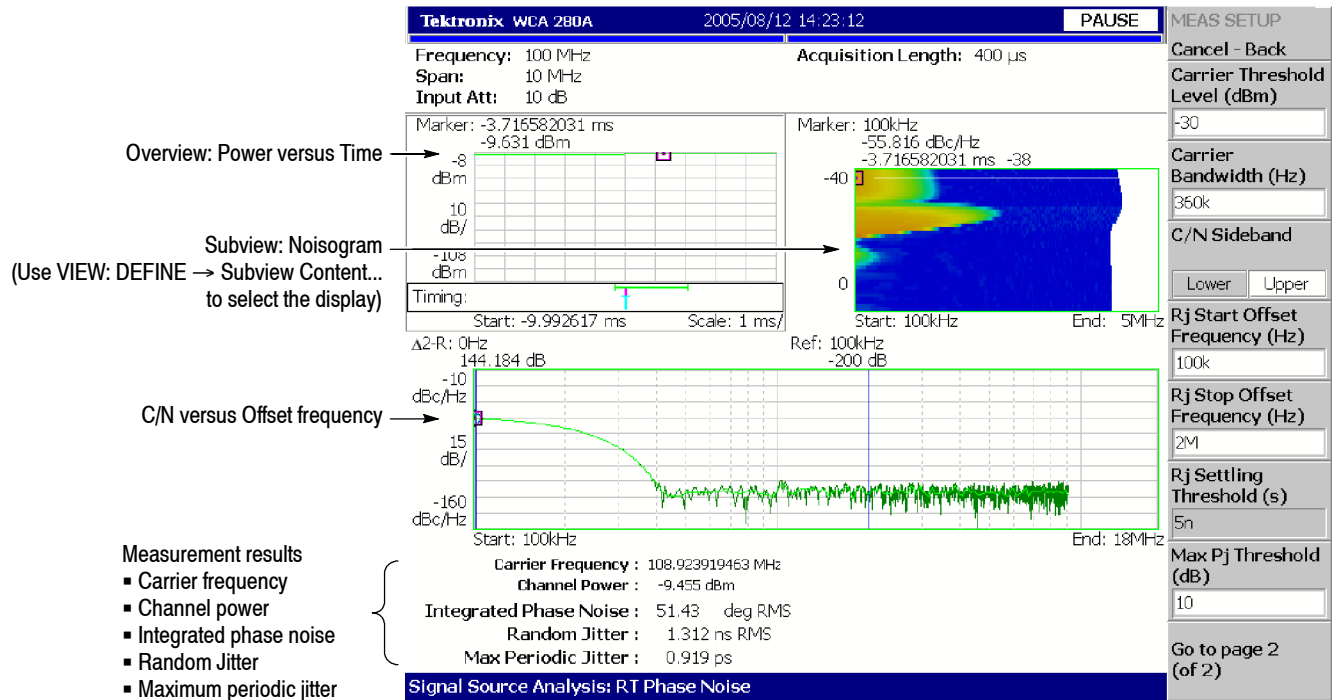 Tektronix WCA 280A 2005/08/12 14:23:12 PAUSE
Frequency: 100 MHz Acquisition Length: 400 µs
Span: 10 MHz
Input Att: 10 dB
Marker: -3.716582031 ms
-9.631 dBm
-8
dBm
10
dB/
-108
dBm
Timing:
Start: -9.992617 ms Scale: 1 ms/
Marker: 100kHz
-55.816 dBc/Hz
-3.716582031 ms -38
-40
0
Start: 100kHz End: 5MHz
Δ2-R: 0Hz Ref: 100kHz
144.184 dB -200 dB
-10
dBc/Hz
15
dB/
-160
dBc/Hz
Start: 100kHz End: 18MHz
Carrier Frequency : 108.923919463 MHz
Channel Power : -9.455 dBm
Integrated Phase Noise : 51.43 deg RMS
Random Jitter : 1.312 ns RMS
Max Periodic Jitter : 0.919 ps
Signal Source Analysis: RT Phase Noise
MEAS SETUP
Cancel - Back
Carrier Threshold
Level (dBm)
-30
Carrier
Bandwidth (Hz)
360k
C/N Sideband
Lower Upper
Rj Start Offset
Frequency (Hz)
100k
Rj Stop Offset
Frequency (Hz)
2M
Rj Settling
Threshold (s)
5n
Max Pj Threshold
(dB)
10
Go to page 2
(of 2)
Overview: Power versus Time
Subview: Noisogram
(Use VIEW: DEFINE → Subview Content...
to select the display)
C/N versus Offset frequency
Measurement results
▪ Carrier frequency
▪ Channel power
▪ Integrated phase noise
▪ Random Jitter
▪ Maximum periodic jitter